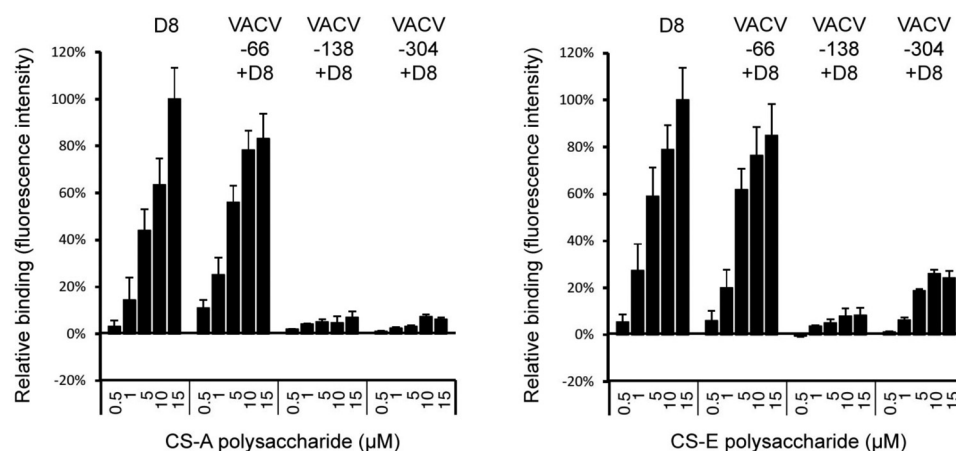 D8 VACV VACV VACV
-66 -138 -304
+D8 +D8 +D8
Relative binding (fluorescence intensity)
120%
100%
80%
60%
40%
20%
0%
-20%
0.5 1 5 10 15 0.5 1 5 10 15 0.5 1 5 10 15 0.5 1 5 10 15
CS-A polysaccharide (µM)
D8 VACV VACV VACV
-66 -138 -304
+D8 +D8 +D8
Relative binding (fluorescence intensity)
120%
100%
80%
60%
40%
20%
0%
-20%
0.5 1 5 10 15 0.5 1 5 10 15 0.5 1 5 10 15 0.5 1 5 10 15
CS-E polysaccharide (µM)